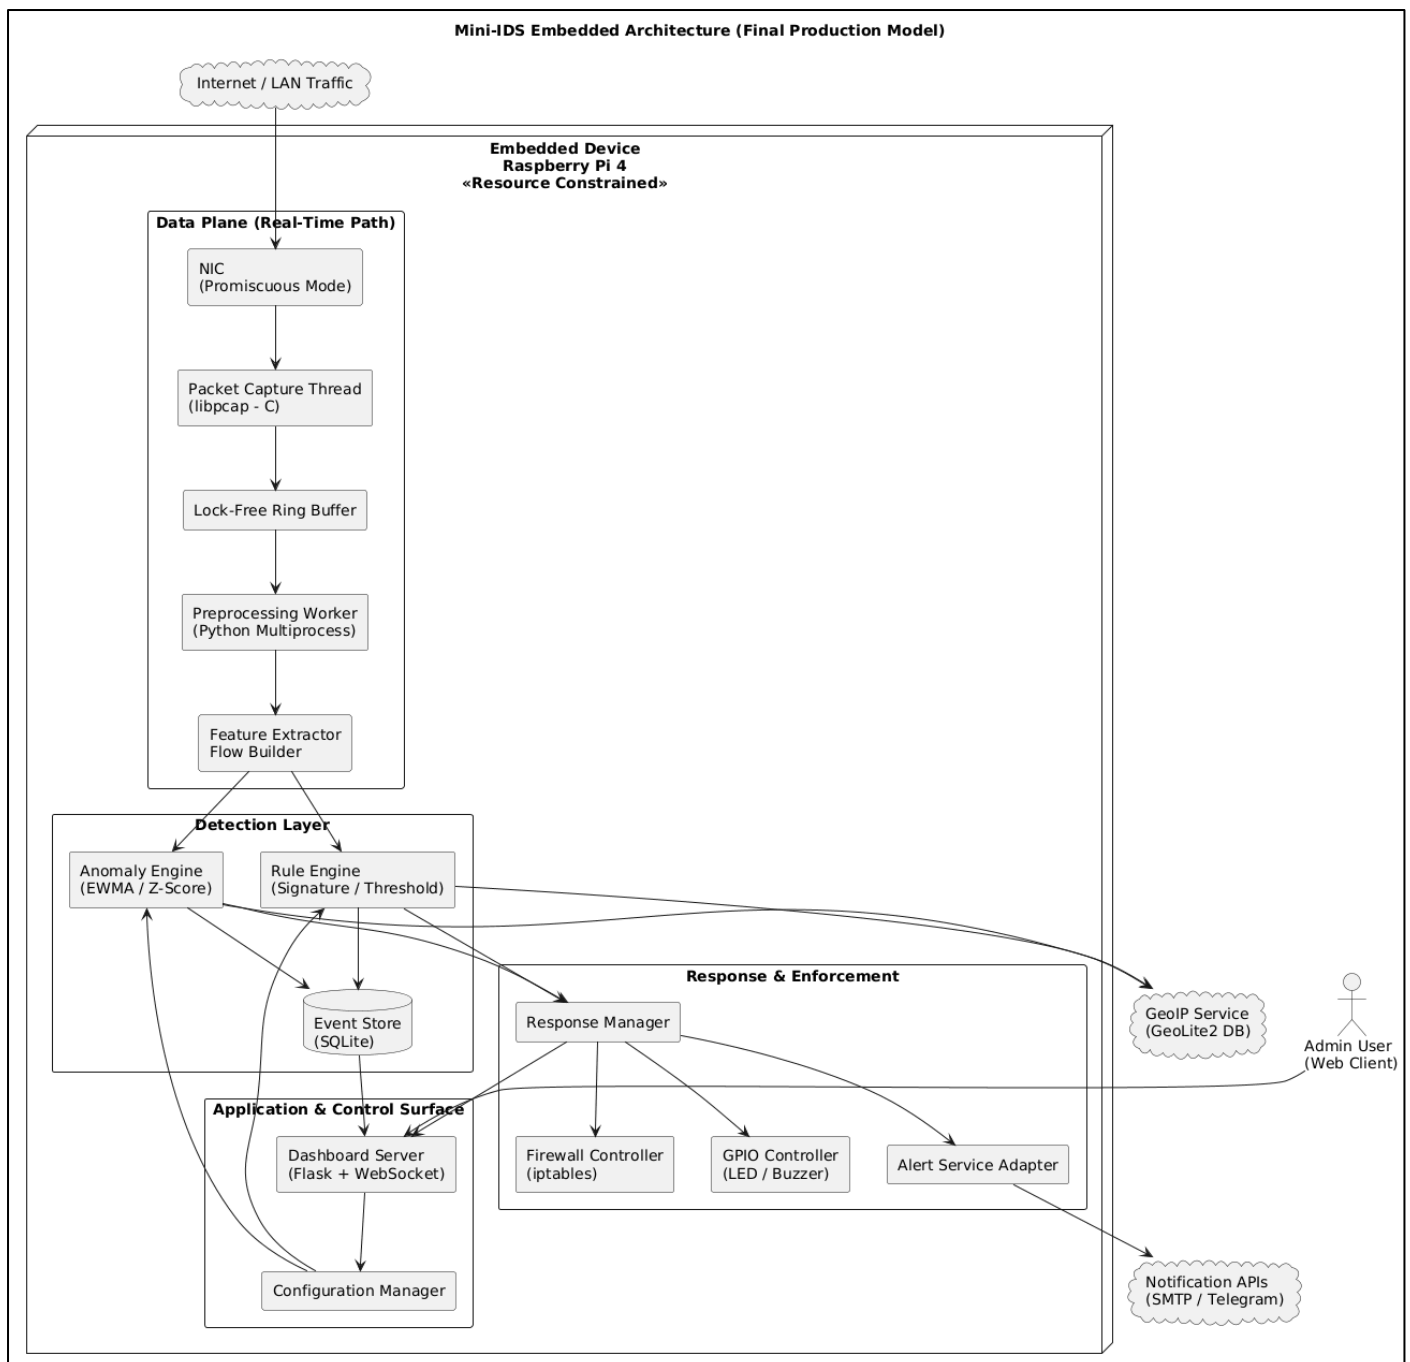 Mini-IDS Embedded Architecture (Final Production Model)
Internet / LAN Traffic
Embedded Device
Raspberry Pi 4
«Resource Constrained»
Data Plane (Real-Time Path)
NIC
(Promiscuous Mode)
Packet Capture Thread
(libpcap - C)
Lock-Free Ring Buffer
Preprocessing Worker
(Python Multiprocess)
Feature Extractor
Flow Builder
Detection Layer
Anomaly Engine
(EWMA / Z-Score)
Rule Engine
(Signature / Threshold)
Event Store
(SQLite)
Response & Enforcement
Response Manager
GeoIP Service
(GeoLite2 DB)
Admin User
(Web Client)
Application & Control Surface
Dashboard Server
(Flask + WebSocket)
Firewall Controller
(iptables)
GPIO Controller
(LED / Buzzer)
Alert Service Adapter
Configuration Manager
Notification APIs
(SMTP / Telegram)